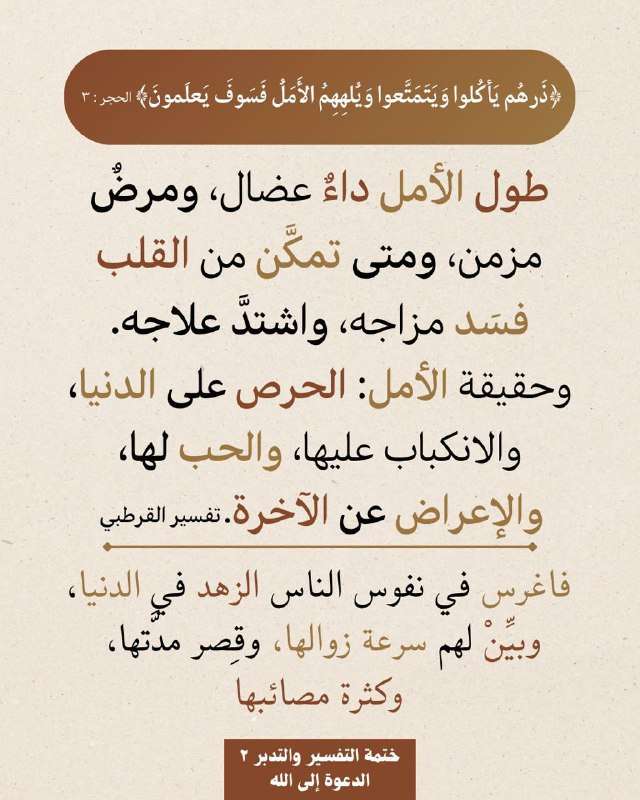 ﴿ذَرهُم يَأكُلوا وَيَتَمَتَّعوا وَيُلهِهِمُ الأَمَلُ فَسَوفَ يَعلَمونَ﴾ الحجر: ٣
طول الأمل داءٌ عضال، ومرضٌ
مزمن، ومتى تمكَّن من القلب
فسَد مزاجه، واشتدَّ علاجه.
وحقيقة الأمل: الحرص على الدنيا،
والانكباب عليها، والحب لها،
والإعراض عن الآخرة. تفسير القرطبي
فاغرس في نفوس الناس الزهد في الدنيا،
وبيِّنْ لهم سرعة زوالها، وقِصر مدَّتها،
وكثرة مصائبها
ختمة التفسير والتدبر ٢
الدعوة إلى الله